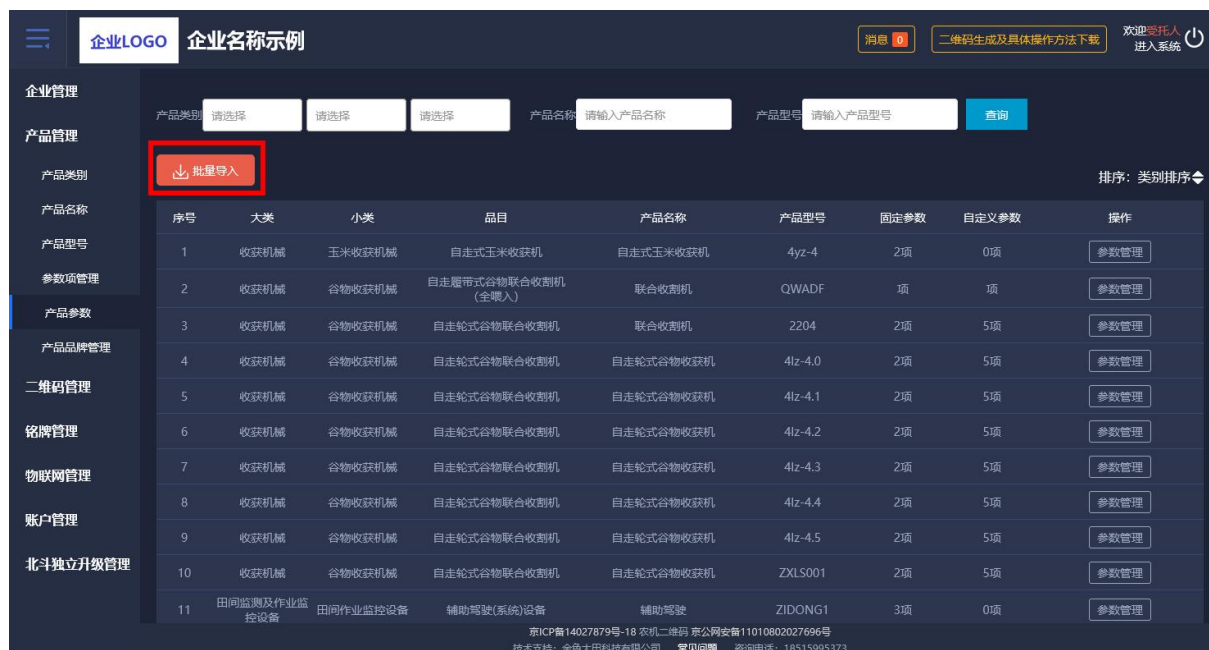 企业LOGO 企业名称示例 消息 0 二维码生成及具体操作方法下载 欢迎受托人
进入系统
企业管理
产品管理
产品类别
产品名称
产品型号
参数项管理
产品参数
产品品牌管理
二维码管理
铭牌管理
物联网管理
账户管理
北斗独立升级管理
产品类别 请选择 请选择 请选择 产品名称 请输入产品名称 产品型号 请输入产品型号 查询
批量导入
排序：类别排序
序号 大类 小类 品目 产品名称 产品型号 固定参数 自定义参数 操作
1 收获机械 玉米收获机械 自走式玉米收获机 自走式玉米收获机 4yz-4 2项 0项 参数管理
2 收获机械 谷物收获机械 自走履带式谷物联合收割机（全喂入） 联合收割机 QWADF 项 项 参数管理
3 收获机械 谷物收获机械 自走轮式谷物联合收割机 联合收割机 2204 2项 5项 参数管理
4 收获机械 谷物收获机械 自走轮式谷物联合收割机 自走轮式谷物收获机 4lz-4.0 2项 5项 参数管理
5 收获机械 谷物收获机械 自走轮式谷物联合收割机 自走轮式谷物收获机 4lz-4.1 2项 5项 参数管理
6 收获机械 谷物收获机械 自走轮式谷物联合收割机 自走轮式谷物收获机 4lz-4.2 2项 5项 参数管理
7 收获机械 谷物收获机械 自走轮式谷物联合收割机 自走轮式谷物收获机 4lz-4.3 2项 5项 参数管理
8 收获机械 谷物收获机械 自走轮式谷物联合收割机 自走轮式谷物收获机 4lz-4.4 2项 5项 参数管理
9 收获机械 谷物收获机械 自走轮式谷物联合收割机 自走轮式谷物收获机 4lz-4.5 2项 5项 参数管理
10 收获机械 谷物收获机械 自走轮式谷物联合收割机 自走轮式谷物收获机 ZXLS001 2项 5项 参数管理
11 田间监测及作业监控设备 田间作业监控设备 辅助驾驶(系统)设备 辅助驾驶 ZIDONG1 3项 0项 参数管理
京ICP备14027879号-18 农机二维码 京公网安备11010802027696号
技术支持：金色大田科技有限公司 常见问题 咨询电话：18515995373